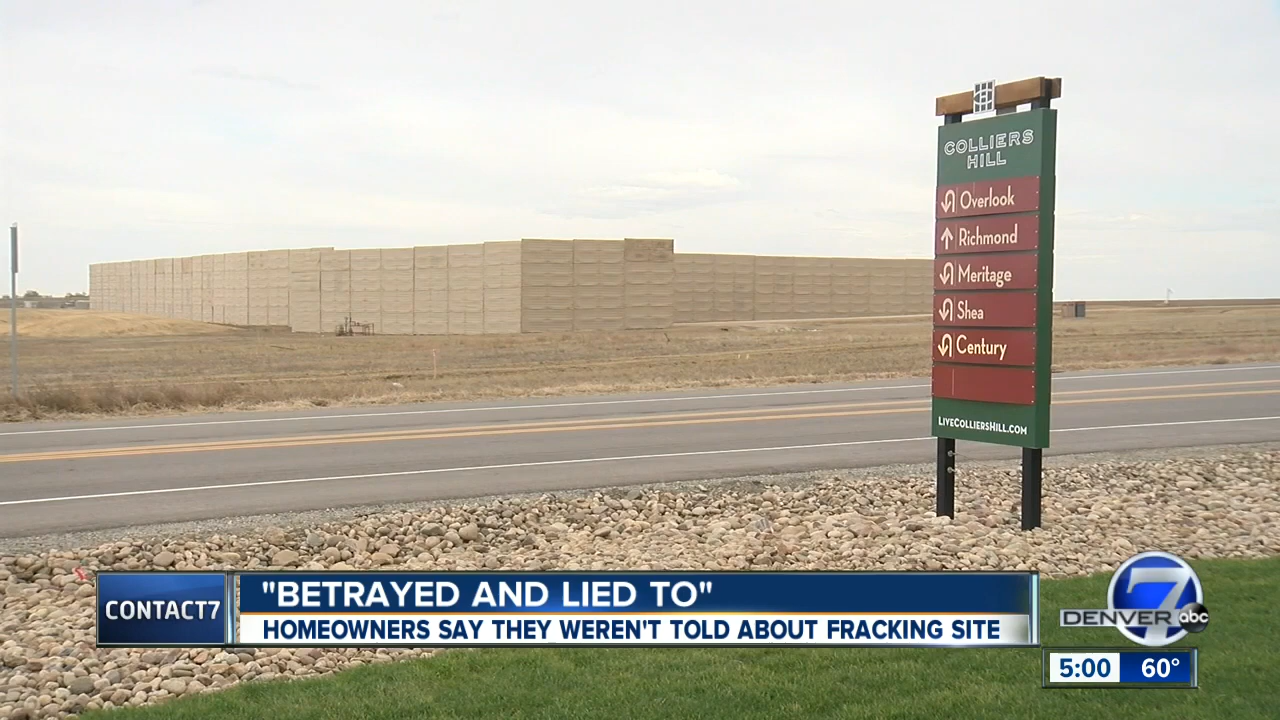 COLLIERS
HILL
Overlook
Richmond
Meritage
Shea
Century
LIVECOLLIERSHILL.COM
CONTACT7
"BETRAYED AND LIED TO"
HOMEOWNERS SAY THEY WEREN'T TOLD ABOUT FRACKING SITE
DENVER 7 abc
5:00 60°